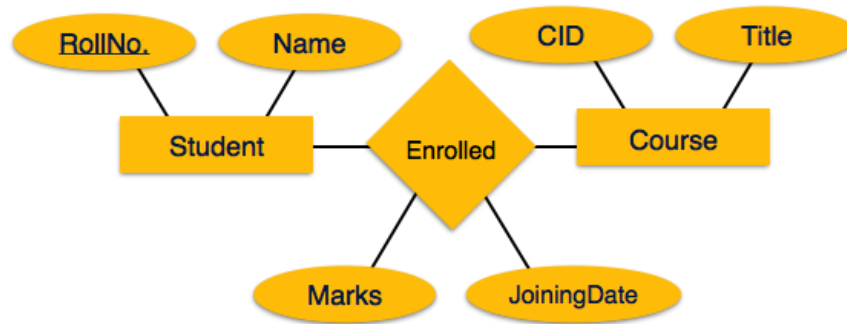 RollNo.
Name
CID
Title
Student
Enrolled
Course
Marks
JoiningDate